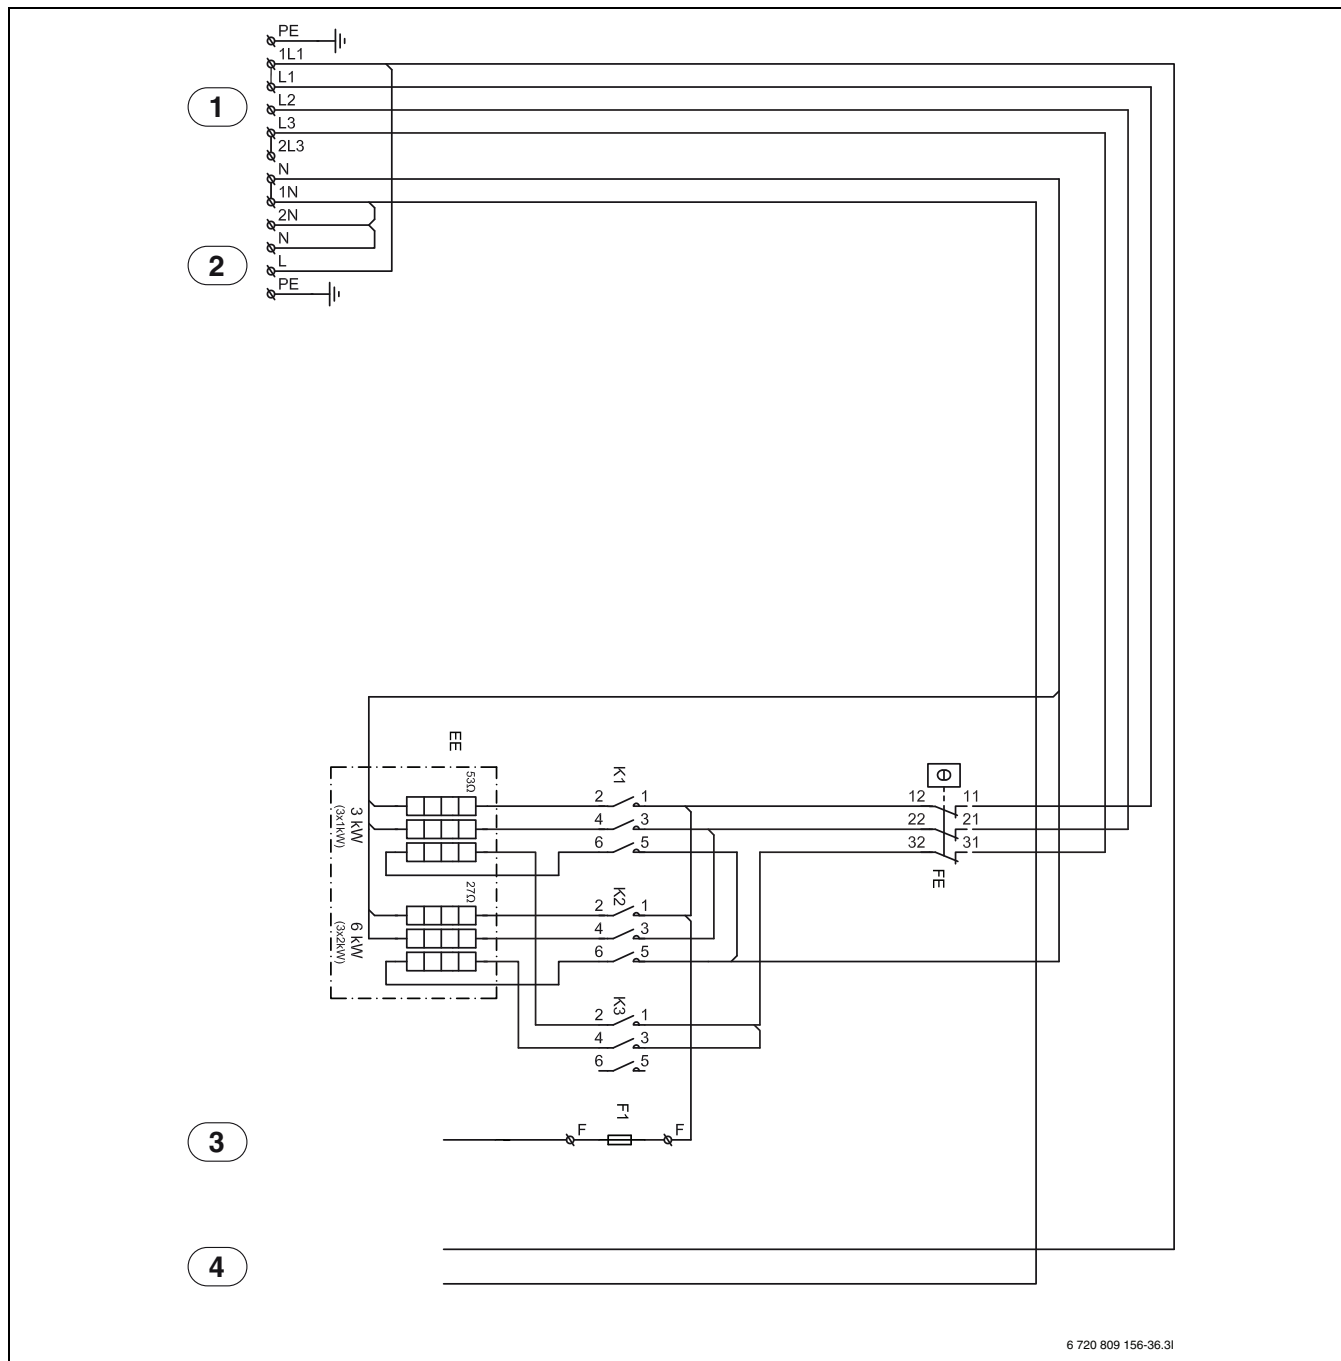 PE
1L1
L1
L2
L3
2L3
N
1N
2N
N
L
PE
1
2
EE
53Ω
3 kW
(3x1kW)
27Ω
6 kW
(3x2kW)
K1
2 1
4 3
6 5
K2
2 1
4 3
6 5
K3
2 1
4 3
6 5
12 11
22 21
32 31
FE
F1
F F
3
4
6 720 809 156-36.3I